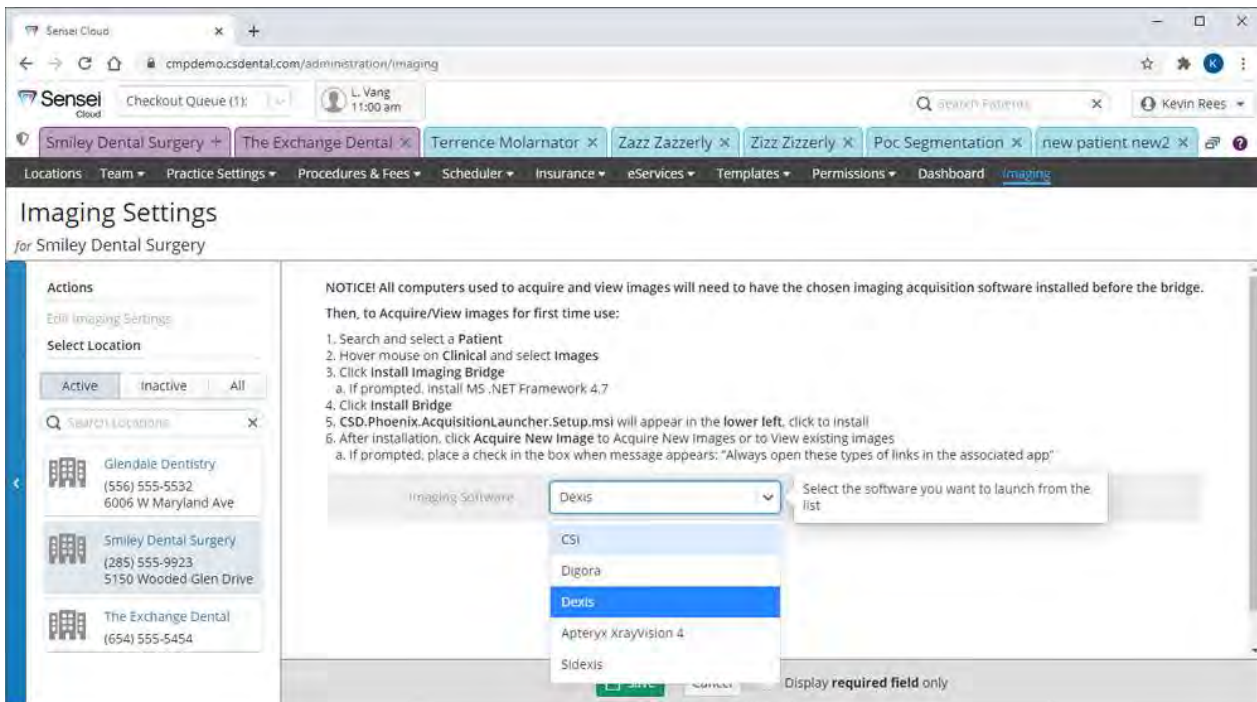 Sensei Cloud
cmpdemo.csdental.com/administration/imaging
K
Sensei Cloud
Checkout Queue (1):
L. Vang
11:00 am
Search Patients
Kevin Rees
Smiley Dental Surgery
The Exchange Dental
Terrence Molarnator
Zazz Zazzerly
Zizz Zizzerly
Poc Segmentation
new patient new2
Locations Team Practice Settings Procedures & Fees Scheduler Insurance eServices Templates Permissions Dashboard Imaging
Imaging Settings
for Smiley Dental Surgery
Actions
Edit Imaging Settings
Select Location
Active Inactive All
Search Locations
Glendale Dentistry
(556) 555-5532
6006 W Maryland Ave
Smiley Dental Surgery
(285) 555-9923
5150 Wooded Glen Drive
The Exchange Dental
(654) 555-5454
NOTICE! All computers used to acquire and view images will need to have the chosen imaging acquisition software installed before the bridge.
Then, to Acquire/View images for first time use:
1. Search and select a Patient
2. Hover mouse on Clinical and select Images
3. Click Install Imaging Bridge
a. If prompted, install MS .NET Framework 4.7
4. Click Install Bridge
5. CSD.Phoenix.AcquisitionLauncher.Setup.msi will appear in the lower left, click to install
6. After installation, click Acquire New Image to Acquire New Images or to View existing images
a. If prompted, place a check in the box when message appears: "Always open these types of links in the associated app"
Imaging Software
Dexis
Select the software you want to launch from the
list
CSI
Digora
Dexis
Apteryx XrayVision 4
Sidexis
Save Cancel Display required field only